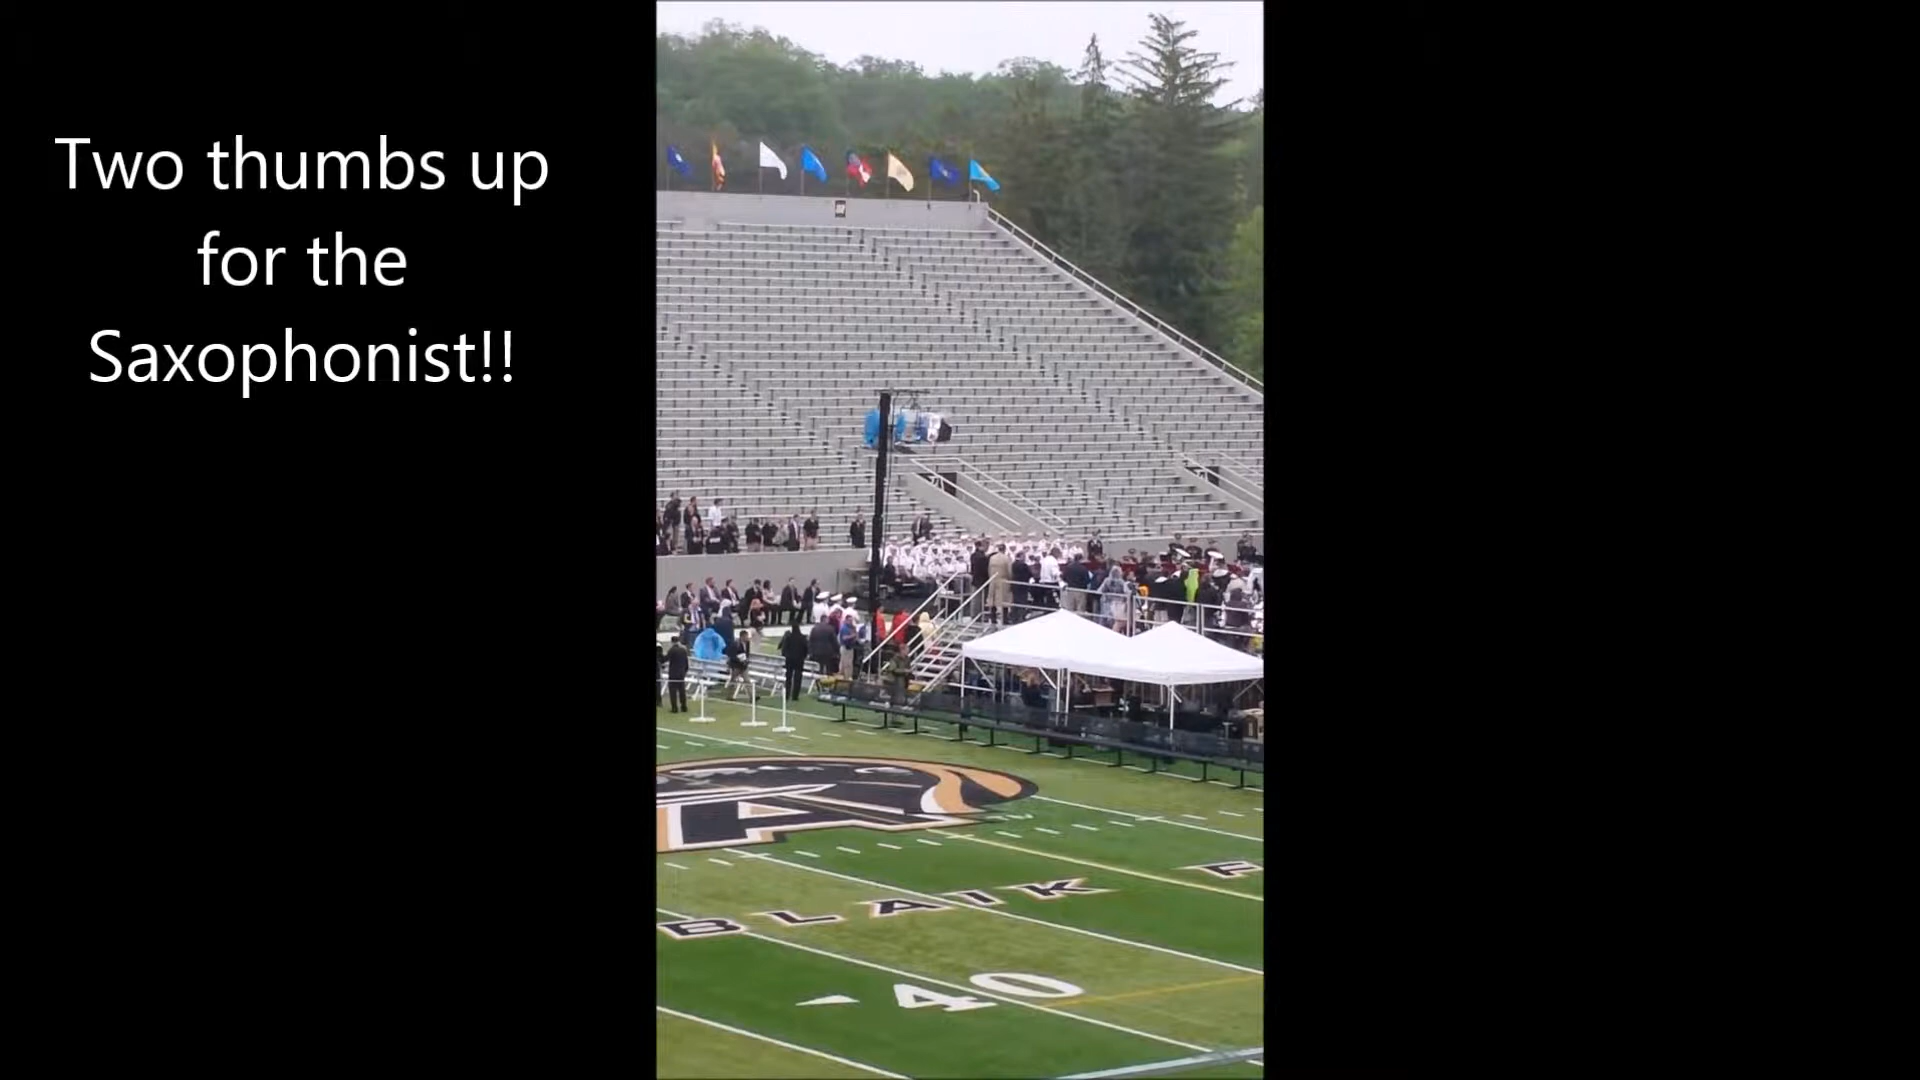 Two thumbs up
for the
Saxophonist!!
A
BLAIK F
40